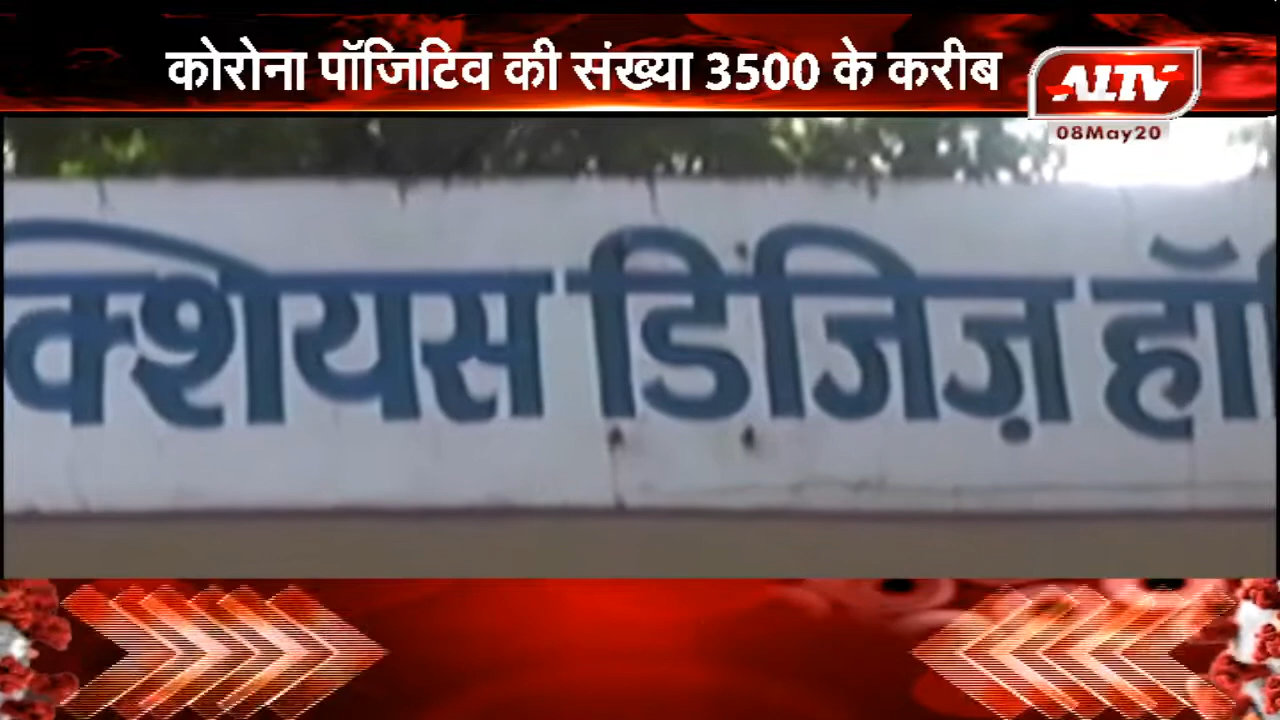 कोरोना पॉजिटिव की संख्या 3500 के करीब
ALTV
08May20
क्शियस डिजिज़ हॉ